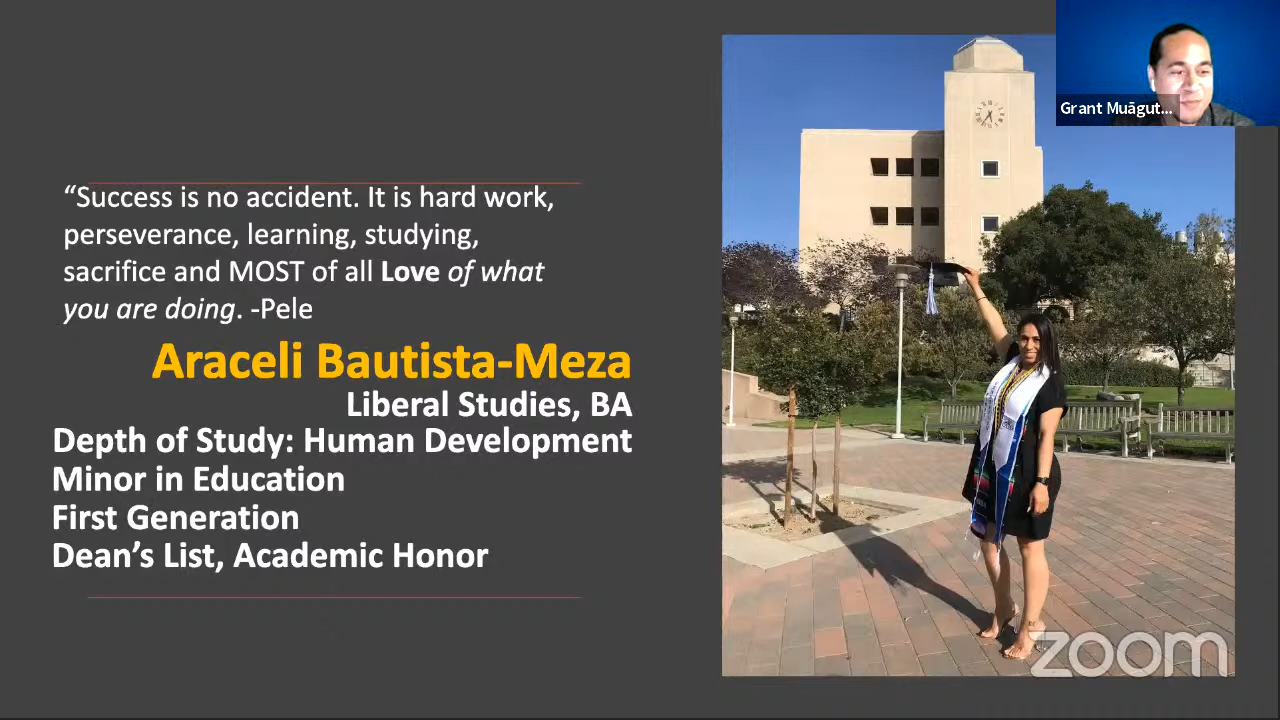 “Success is no accident. It is hard work,
perseverance, learning, studying,
sacrifice and MOST of all Love of what
you are doing. -Pele
Araceli Bautista-Meza
Liberal Studies, BA
Depth of Study: Human Development
Minor in Education
First Generation
Dean’s List, Academic Honor
Grant Muāgut...
zoom